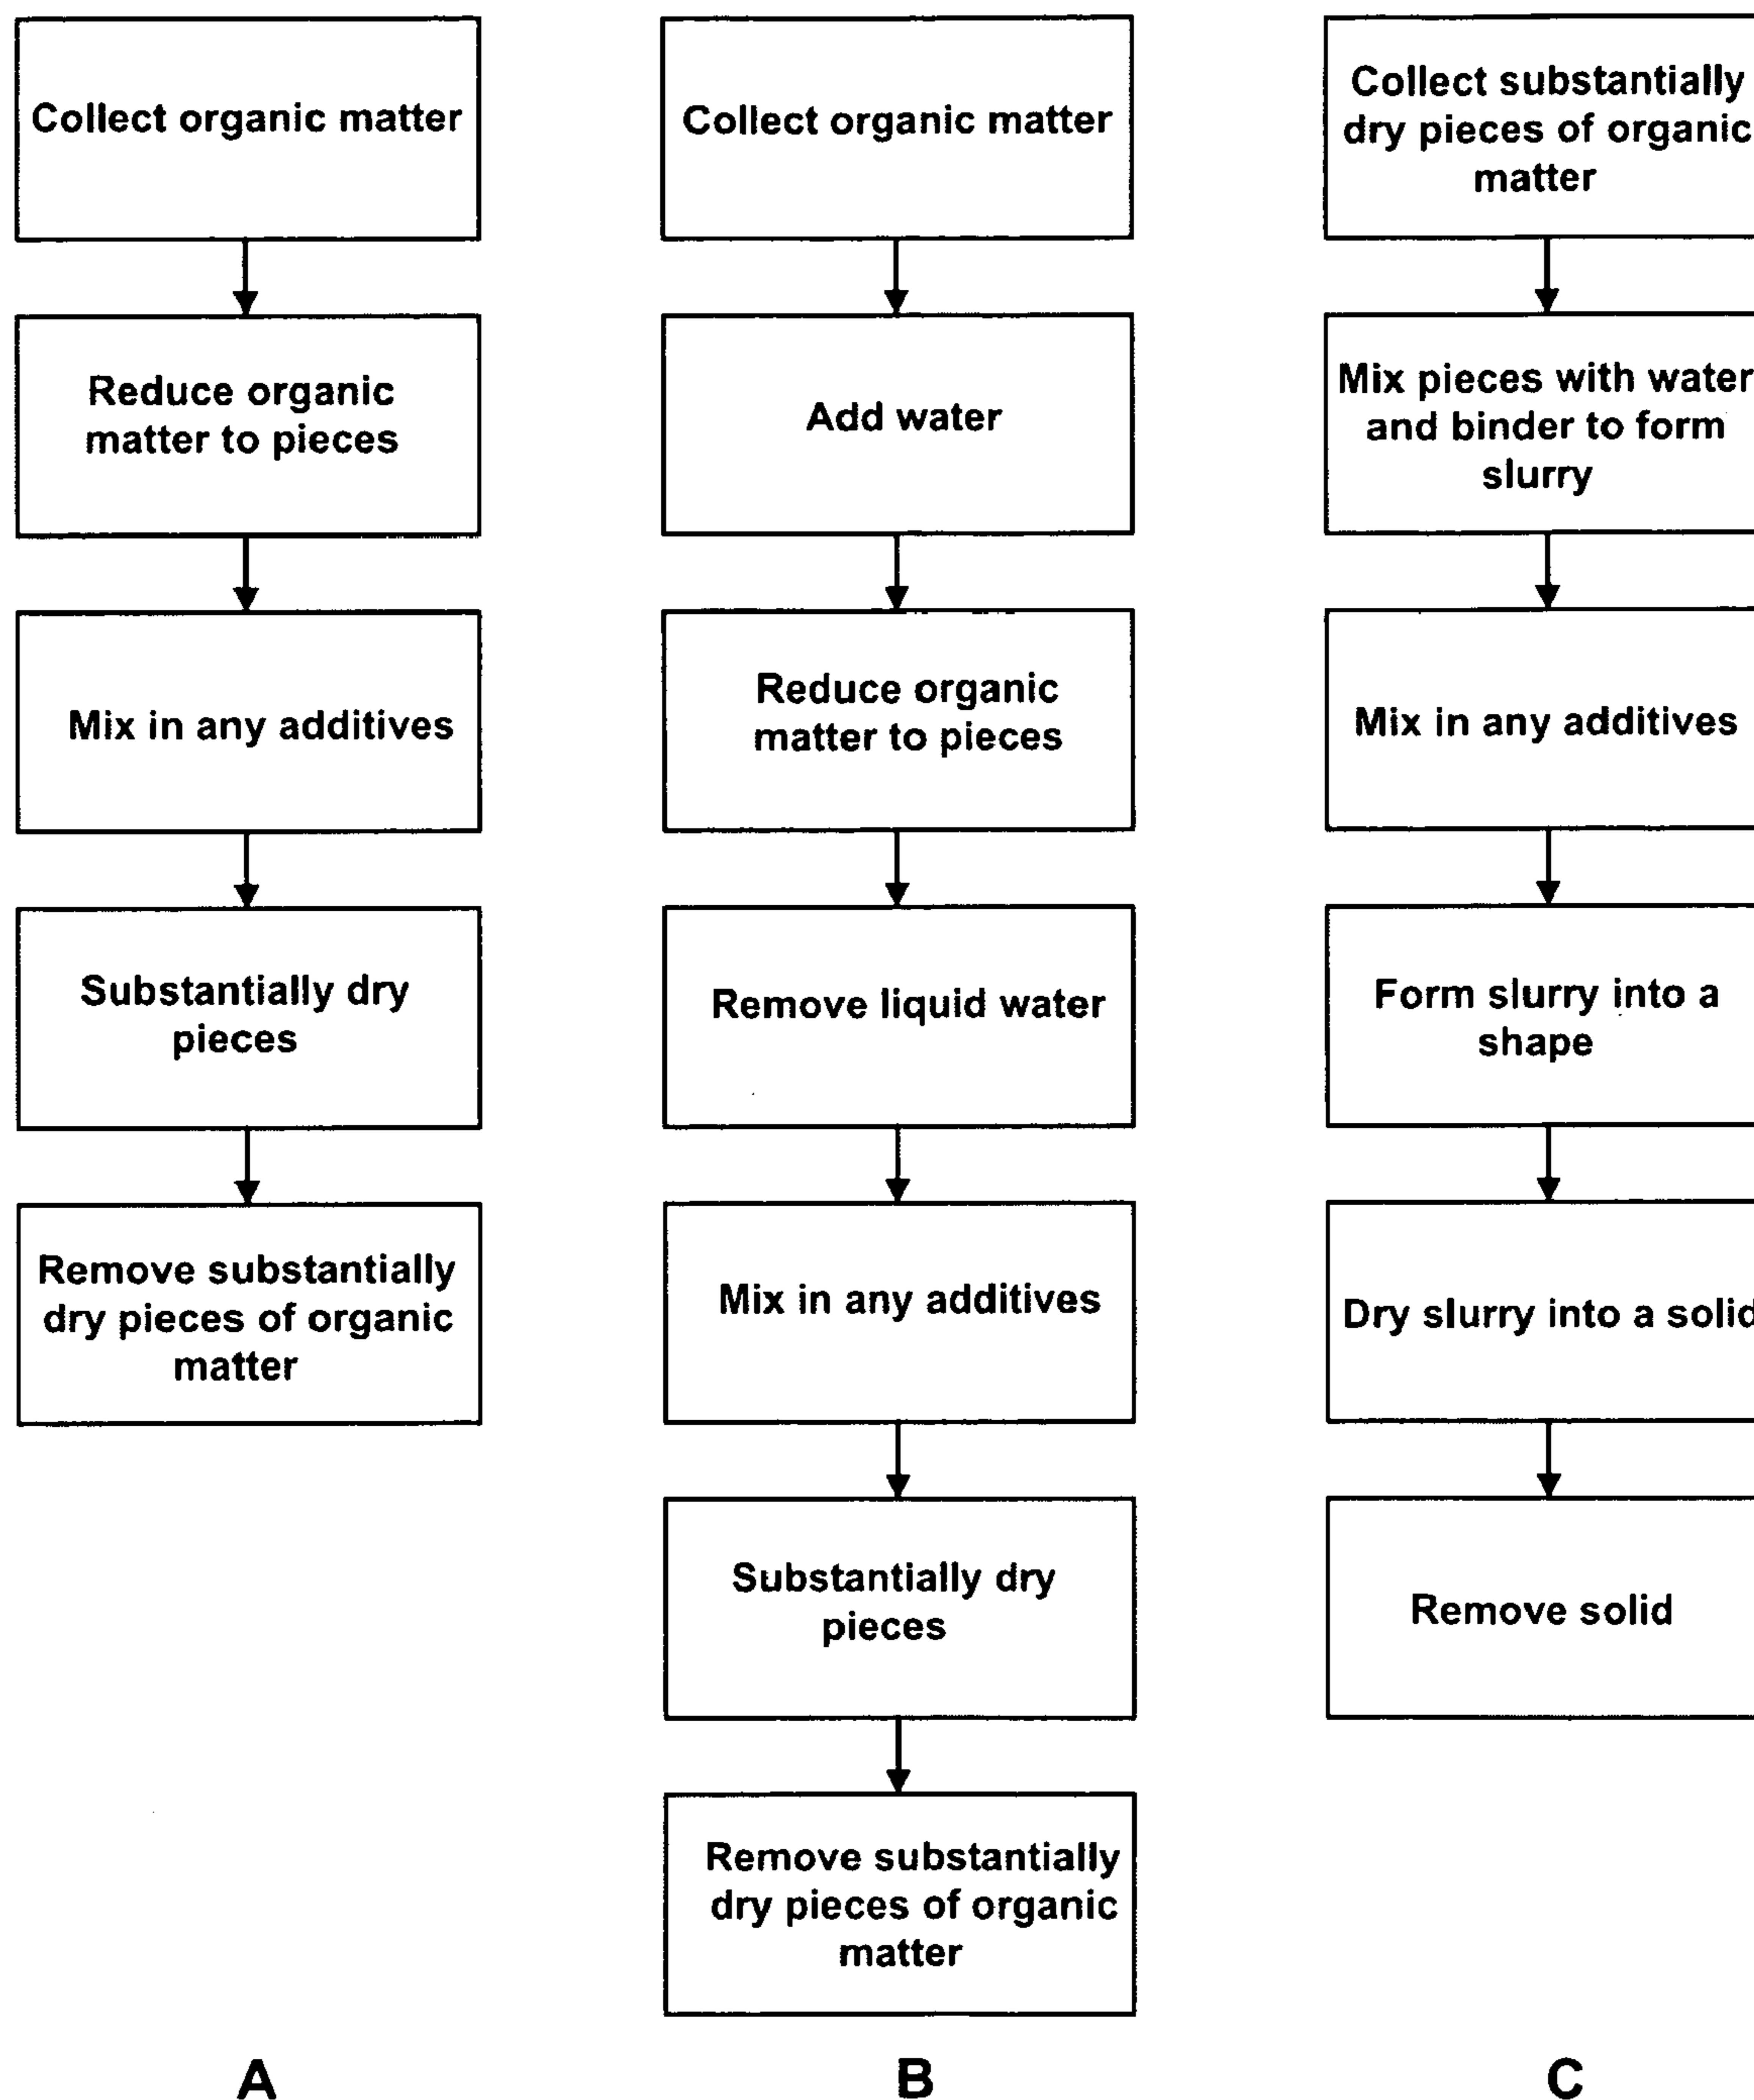 Collect organic matter
Reduce organic
matter to pieces
Mix in any additives
Substantially dry
pieces
Remove substantially
dry pieces of organic
matter
A
Collect organic matter
Add water
Reduce organic
matter to pieces
Remove liquid water
Mix in any additives
Substantially dry
pieces
Remove substantially
dry pieces of organic
matter
B
Collect substantially
dry pieces of organic
matter
Mix pieces with water
and binder to form
slurry
Mix in any additives
Form slurry into a
shape
Dry slurry into a solid
Remove solid
C